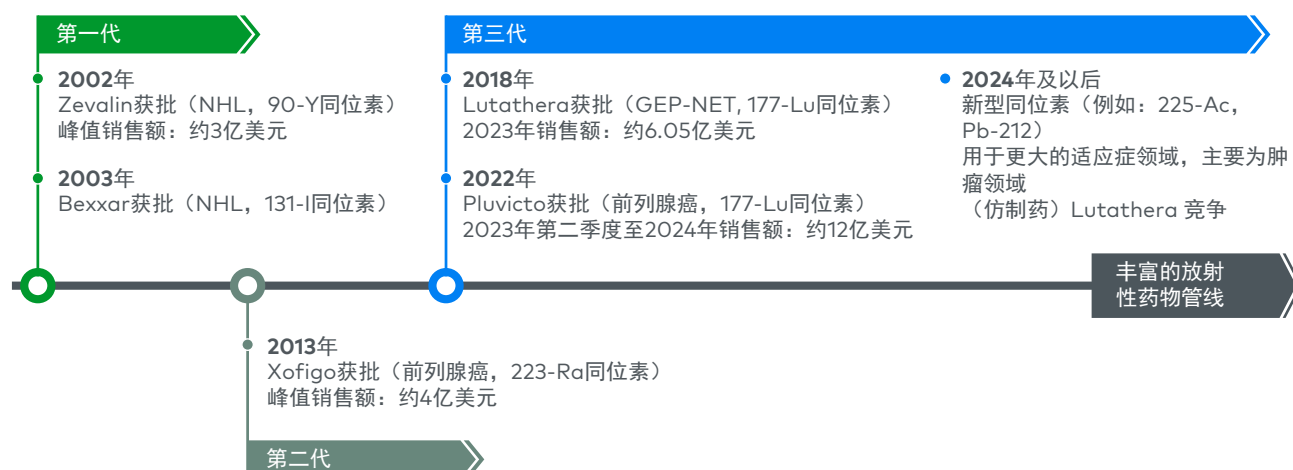 第一代
2002年
Zevalin获批（NHL，90-Y同位素）
峰值销售额：约3亿美元
2003年
Bexxar获批（NHL，131-I同位素）
第三代
2018年
Lutathera获批（GEP-NET, 177-Lu同位素）
2023年销售额：约6.05亿美元
2022年
Pluvicto获批（前列腺癌，177-Lu同位素）
2023年第二季度至2024年销售额：约12亿美元
2024年及以后
新型同位素（例如：225-Ac，
Pb-212）
用于更大的适应症领域，主要为肿
瘤领域
（仿制药）Lutathera 竞争
丰富的放射
性药物管线
2013年
Xofigo获批（前列腺癌，223-Ra同位素）
峰值销售额：约4亿美元
第二代